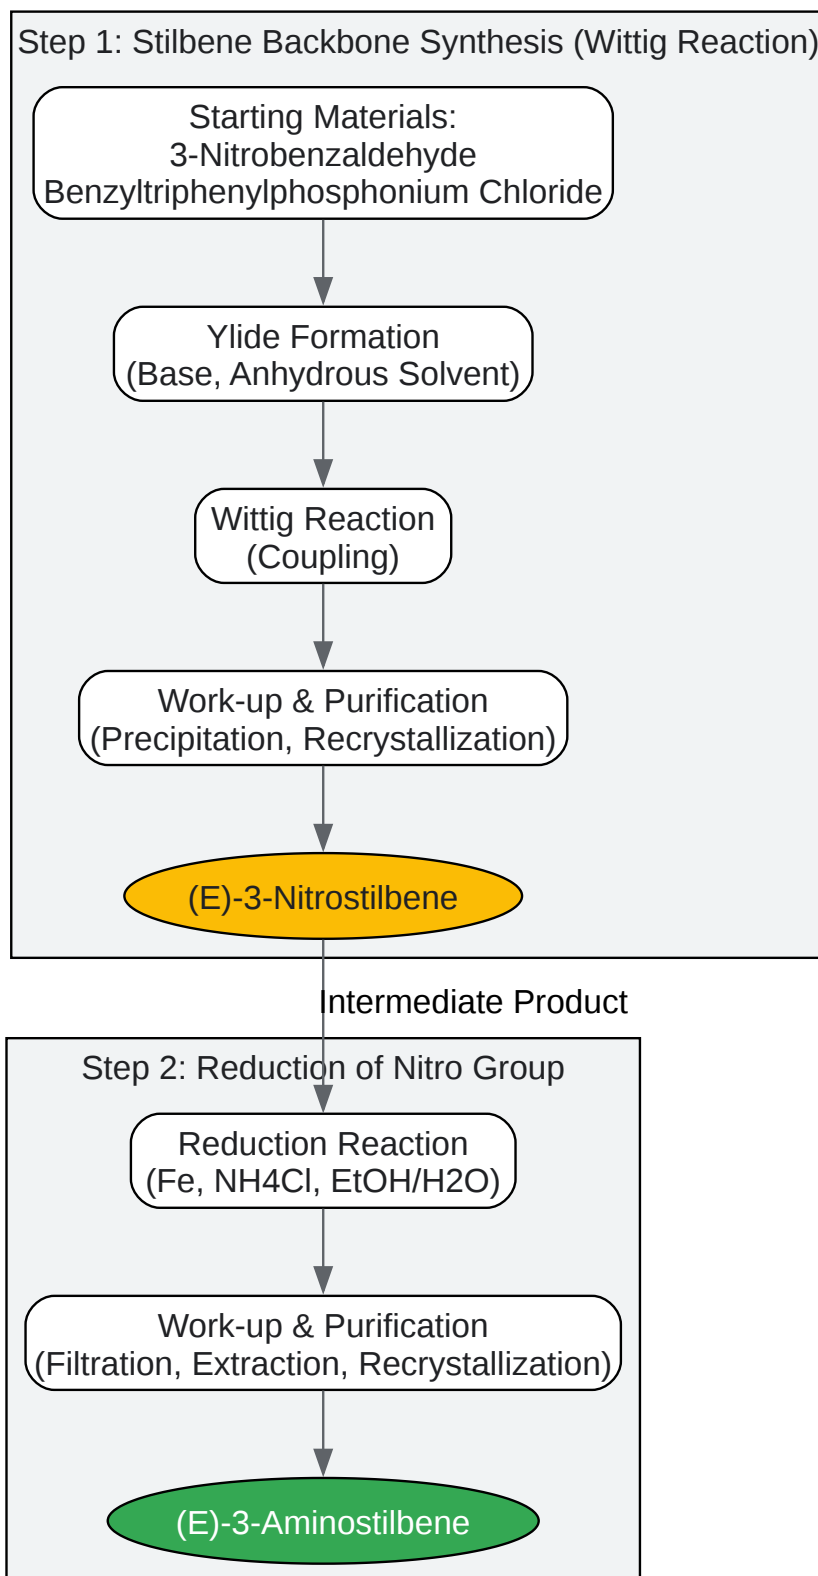 Step 1: Stilbene Backbone Synthesis (Wittig Reaction)
Starting Materials:
3-Nitrobenzaldehyde
Benzyltriphenylphosphonium Chloride
Ylide Formation
(Base, Anhydrous Solvent)
Wittig Reaction
(Coupling)
Work-up & Purification
(Precipitation, Recrystallization)
(E)-3-Nitrostilbene
Intermediate Product
Step 2: Reduction of Nitro Group
Reduction Reaction
(Fe, NH4Cl, EtOH/H2O)
Work-up & Purification
(Filtration, Extraction, Recrystallization)
(E)-3-Aminostilbene